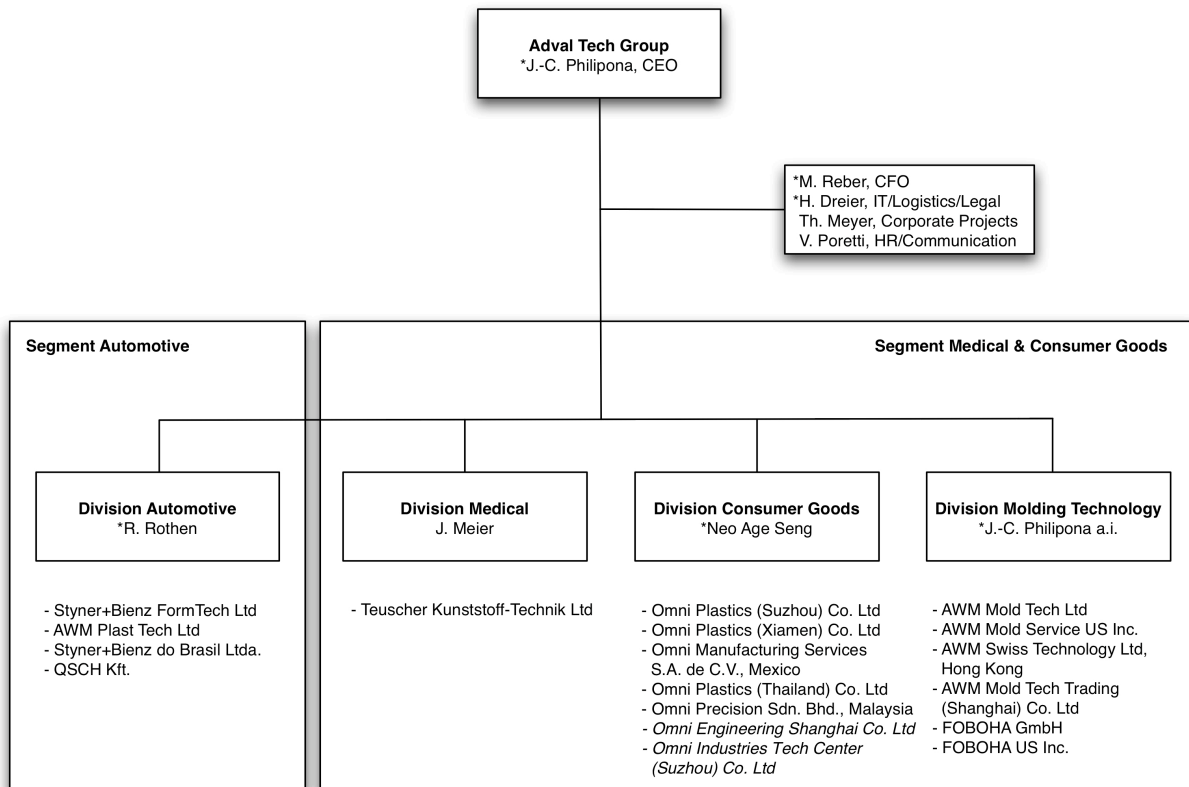 Adval Tech Group
*J.-C. Philipona, CEO
*M. Reber, CFO
*H. Dreier, IT/Logistics/Legal
Th. Meyer, Corporate Projects
V. Poretti, HR/Communication
Segment Automotive
Segment Medical & Consumer Goods
Division Automotive
*R. Rothen
Division Medical
J. Meier
Division Consumer Goods
*Neo Age Seng
Division Molding Technology
*J.-C. Philipona a.i.
- Styner+Bienz FormTech Ltd
- AWM Plast Tech Ltd
- Styner+Bienz do Brasil Ltda.
- QSCH Kft.
- Teuscher Kunststoff-Technik Ltd
- Omni Plastics (Suzhou) Co. Ltd
- Omni Plastics (Xiamen) Co. Ltd
- Omni Manufacturing Services
S.A. de C.V., Mexico
- Omni Plastics (Thailand) Co. Ltd
- Omni Precision Sdn. Bhd., Malaysia
- Omni Engineering Shanghai Co. Ltd
- Omni Industries Tech Center
(Suzhou) Co. Ltd
- AWM Mold Tech Ltd
- AWM Mold Service US Inc.
- AWM Swiss Technology Ltd,
Hong Kong
- AWM Mold Tech Trading
(Shanghai) Co. Ltd
- FOBOHA GmbH
- FOBOHA US Inc.